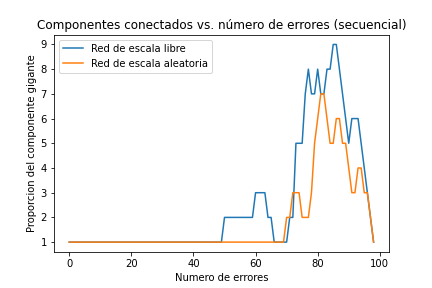 Componentes conectados vs. número de errores (secuencial)
Red de escala libre
Red de escala aleatoria
Proporcion del componente gigante
9
8
7
6
5
4
3
2
1
0 20 40 60 80 100
Numero de errores